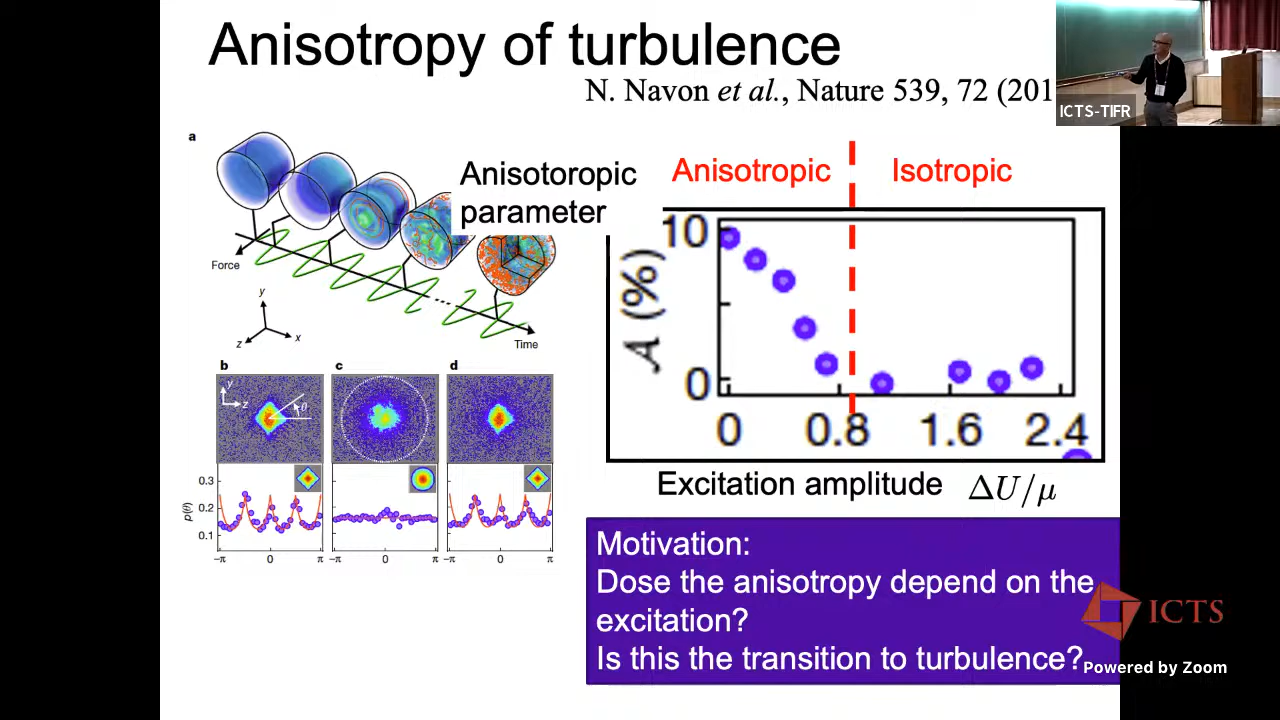 Anisotropy of turbulence
N. Navon et al., Nature 539, 72 (201
ICTS-TIFR
a
Force
Time
y
x
z
Anisotoropic
parameter
Anisotropic
Isotropic
10
0
A (%)
0 0.8 1.6 2.4
Excitation amplitude ΔU/μ
b c d
y
z
θ
0.3
0.2
0.1
p(θ)
−π 0 π −π 0 π −π 0 π
Motivation:
Dose the anisotropy depend on the
excitation?
Is this the transition to turbulence?
ICTS
Powered by Zoom